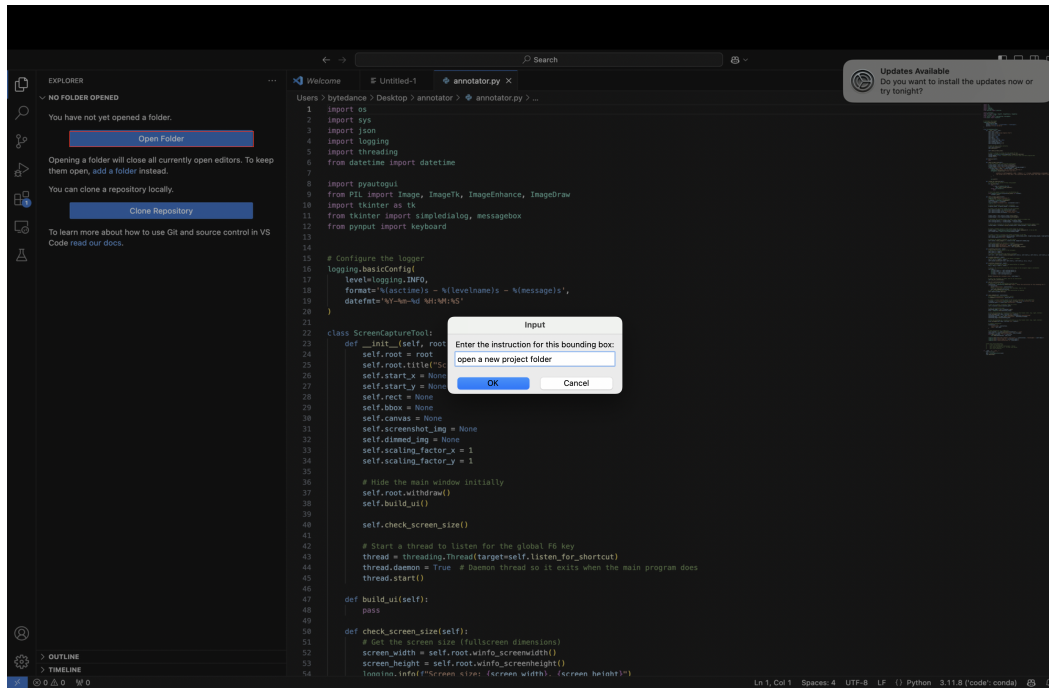 Search
Updates Available
Do you want to install the updates now or
try tonight?
EXPLORER
NO FOLDER OPENED
You have not yet opened a folder.
Open Folder
Opening a folder will close all currently open editors. To keep
them open, add a folder instead.
You can clone a repository locally.
Clone Repository
To learn more about how to use Git and source control in VS
Code read our docs.
OUTLINE
TIMELINE
Welcome
Untitled-1
annotator.py
Users > bytedance > Desktop > annotator > annotator.py > ...
1 import os
2 import sys
3 import json
4 import logging
5 import threading
6 from datetime import datetime
7
8 import pyautogui
9 from PIL import Image, ImageTk, ImageEnhance, ImageDraw
10 import tkinter as tk
11 from tkinter import simpledialog, messagebox
12 from pynput import keyboard
13
14
15 # Configure the logger
16 logging.basicConfig(
17 level=logging.INFO,
18 format='%(asctime)s - %(levelname)s - %(message)s',
19 datefmt='%Y-%m-%d %H:%M:%S'
20 )
21
22 class ScreenCaptureTool:
23 def __init__(self, root
24 self.root = root
25 self.root.title("Sc
26 self.start_x = None
27 self.start_y = None
28 self.rect = None
29 self.bbox = None
30 self.canvas = None
31 self.screenshot_img = None
32 self.dimmed_img = None
33 self.scaling_factor_x = 1
34 self.scaling_factor_y = 1
35
36 # Hide the main window initially
37 self.root.withdraw()
38 self.build_ui()
39
40 self.check_screen_size()
41
42 # Start a thread to listen for the global F6 key
43 thread = threading.Thread(target=self.listen_for_shortcut)
44 thread.daemon = True # Daemon thread so it exits when the main program does
45 thread.start()
46
47 def build_ui(self):
48 pass
49
50 def check_screen_size(self):
51 # Get the screen size (fullscreen dimensions)
52 screen_width = self.root.winfo_screenwidth()
53 screen_height = self.root.winfo_screenheight()
54 logging.info(f"Screen size: {screen_width}, {screen_height}")
Input
Enter the instruction for this bounding box:
open a new project folder
OK
Cancel
1
0 0 0
Ln 1, Col 1 Spaces: 4 UTF-8 LF {} Python 3.11.8 ('code': conda)